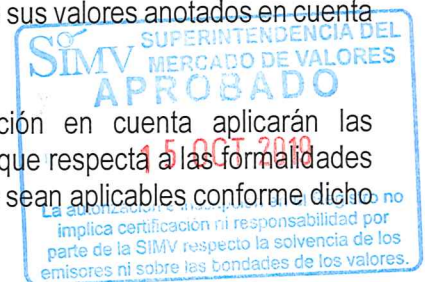 sus valores anotados en cuenta
SIMV SUPERINTENDENCIA DEL
MERCADO DE VALORES
APROBADO
ción en cuenta aplicarán las
que respecta a las formalidades
15 OCT 2019
sean aplicables conforme dicho
La autorización e inscripción en el Registro no
implica certificación ni responsabilidad por
parte de la SIMV respecto la solvencia de los
emisores ni sobre las bondades de los valores.